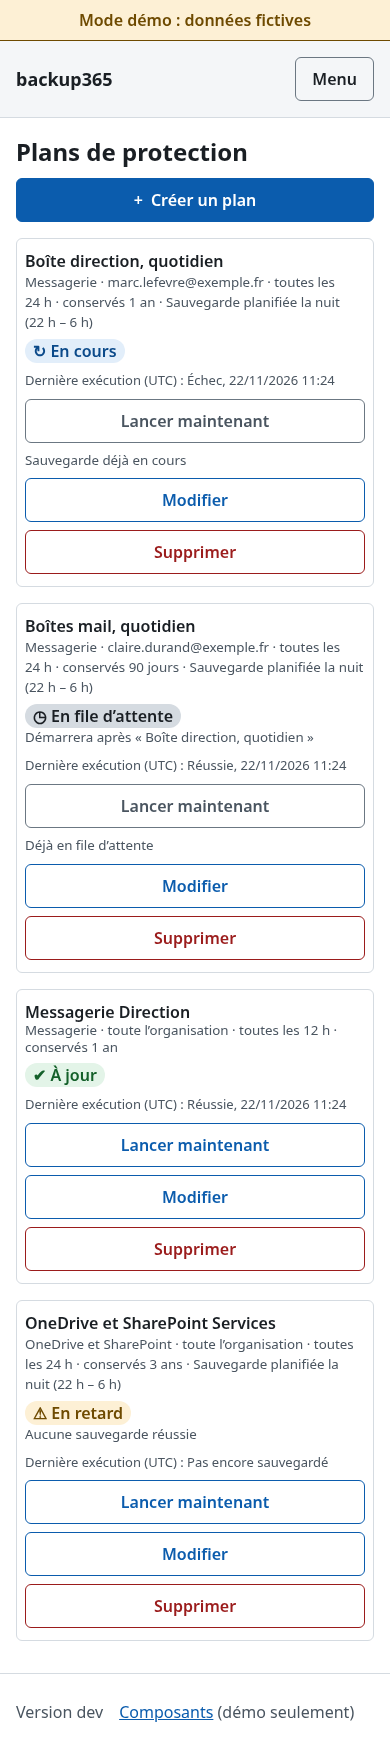 Mode démo : données fictives
backup365
Menu
Plans de protection
+ Créer un plan
Boîte direction, quotidien
Messagerie · marc.lefevre@exemple.fr · toutes les
24 h · conservés 1 an · Sauvegarde planifiée la nuit
(22 h – 6 h)
↻ En cours
Dernière exécution (UTC) : Échec, 22/11/2026 11:24
Lancer maintenant
Sauvegarde déjà en cours
Modifier
Supprimer
Boîtes mail, quotidien
Messagerie · claire.durand@exemple.fr · toutes les
24 h · conservés 90 jours · Sauvegarde planifiée la nuit
(22 h – 6 h)
◷ En file d’attente
Démarrera après « Boîte direction, quotidien »
Dernière exécution (UTC) : Réussie, 22/11/2026 11:24
Lancer maintenant
Déjà en file d’attente
Modifier
Supprimer
Messagerie Direction
Messagerie · toute l’organisation · toutes les 12 h ·
conservés 1 an
✔ À jour
Dernière exécution (UTC) : Réussie, 22/11/2026 11:24
Lancer maintenant
Modifier
Supprimer
OneDrive et SharePoint Services
OneDrive et SharePoint · toute l’organisation · toutes
les 24 h · conservés 3 ans · Sauvegarde planifiée la
nuit (22 h – 6 h)
⚠ En retard
Aucune sauvegarde réussie
Dernière exécution (UTC) : Pas encore sauvegardé
Lancer maintenant
Modifier
Supprimer
Version dev Composants (démo seulement)